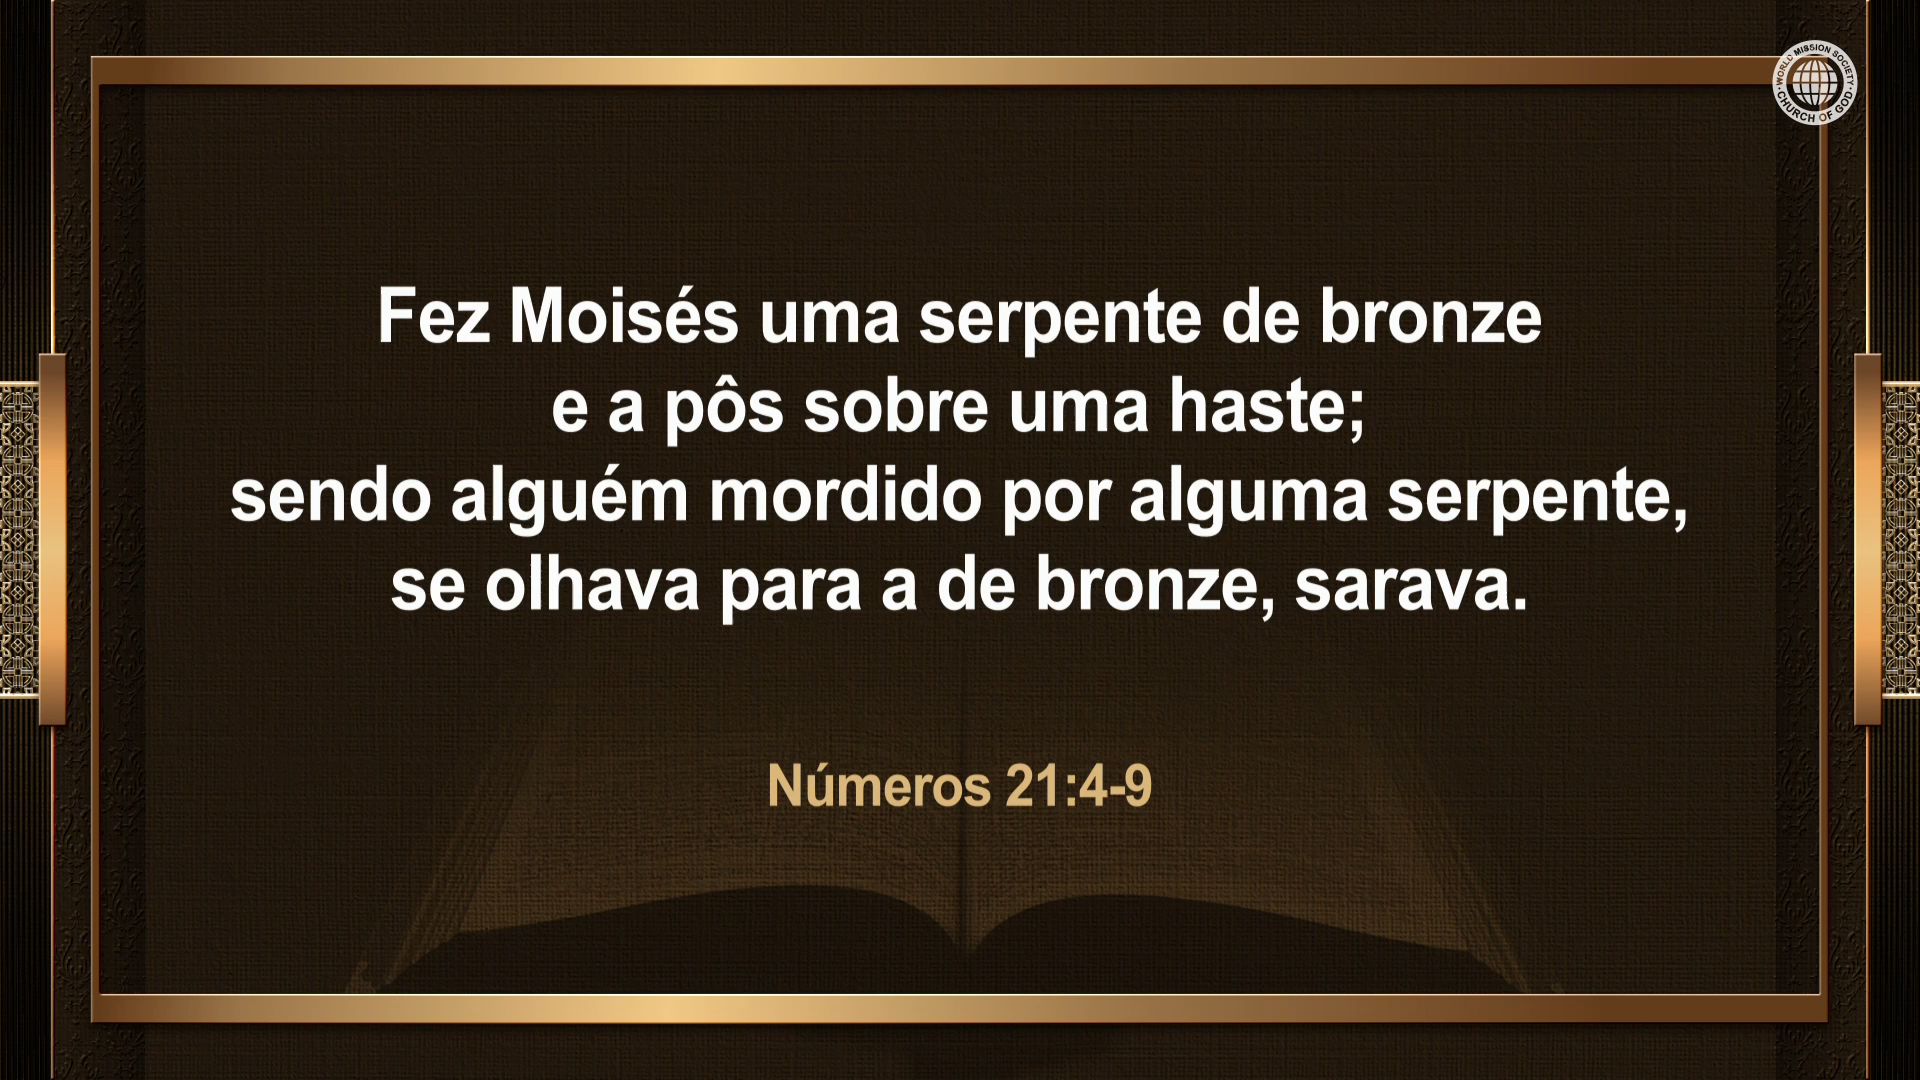 WORLD MISSION SOCIETY
CHURCH OF GOD
Fez Moisés uma serpente de bronze
e a pôs sobre uma haste;
sendo alguém mordido por alguma serpente,
se olhava para a de bronze, sarava.
Números 21:4-9